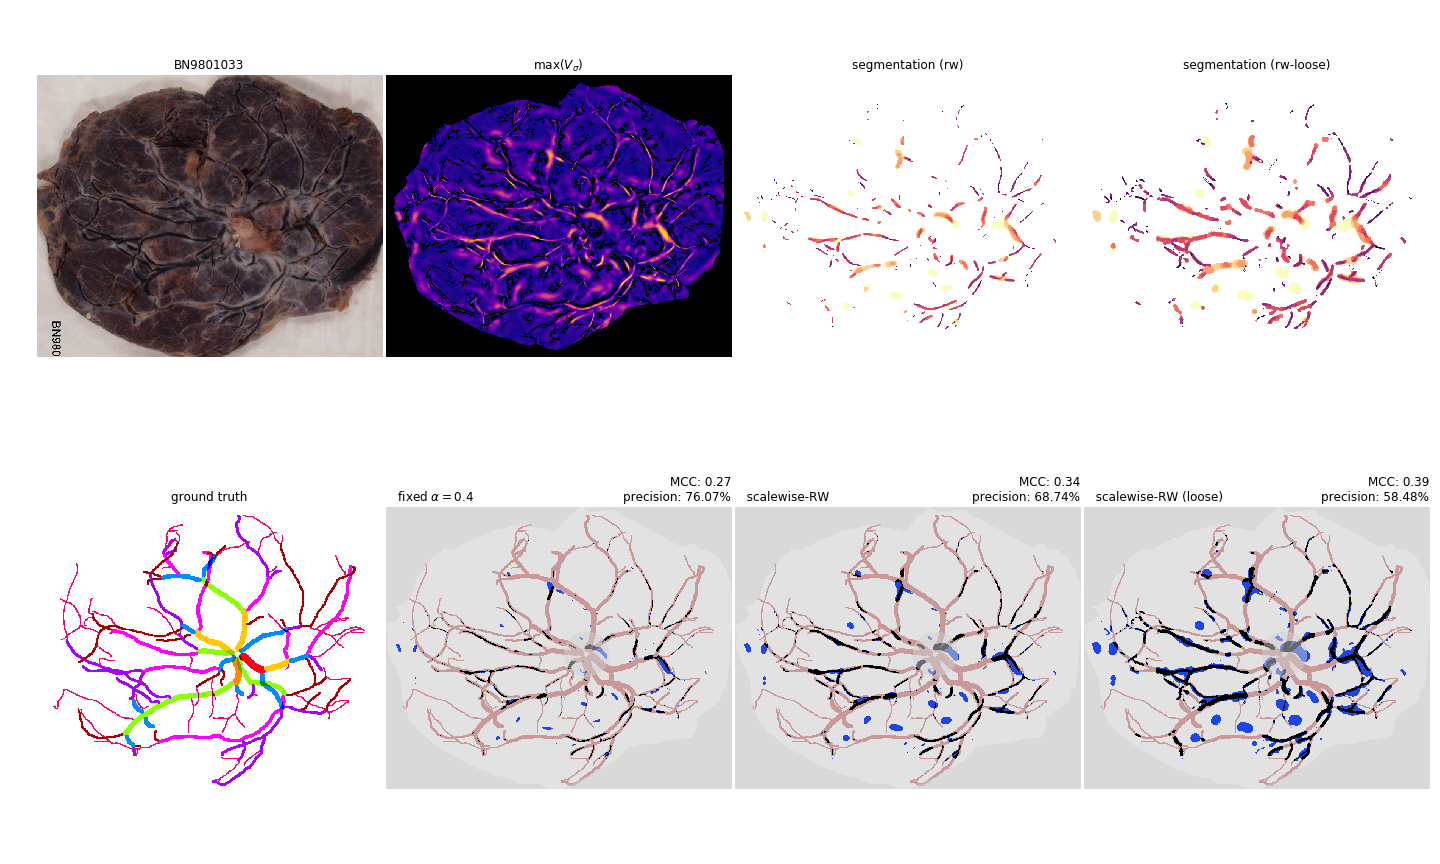 BN9801033
max(V_σ)
segmentation (rw)
segmentation (rw-loose)
BN980
ground truth
MCC: 0.27
fixed α = 0.4 precision: 76.07%
MCC: 0.34
scalewise-RW precision: 68.74%
MCC: 0.39
scalewise-RW (loose) precision: 58.48%